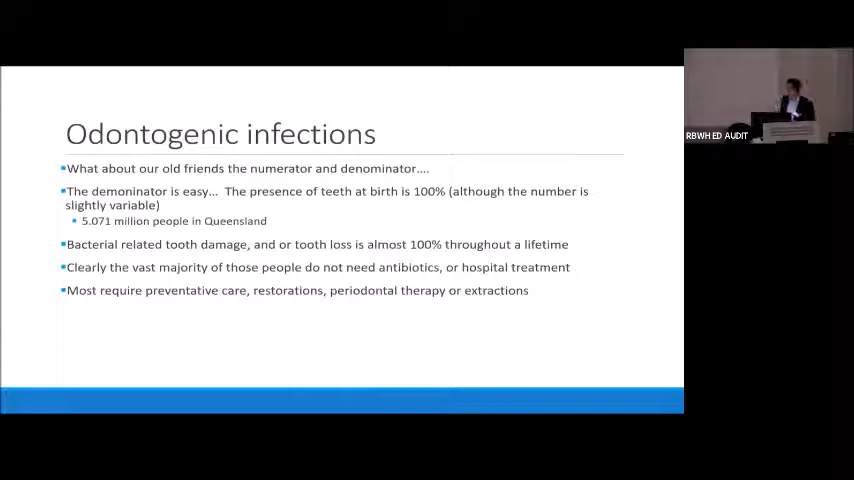 Odontogenic infections
What about our old friends the numerator and denominator....
The demoninator is easy... The presence of teeth at birth is 100% (although the number is
slightly variable)
5.071 million people in Queensland
Bacterial related tooth damage, and or tooth loss is almost 100% throughout a lifetime
Clearly the vast majority of those people do not need antibiotics, or hospital treatment
Most require preventative care, restorations, periodontal therapy or extractions
RBWH ED AUDIT